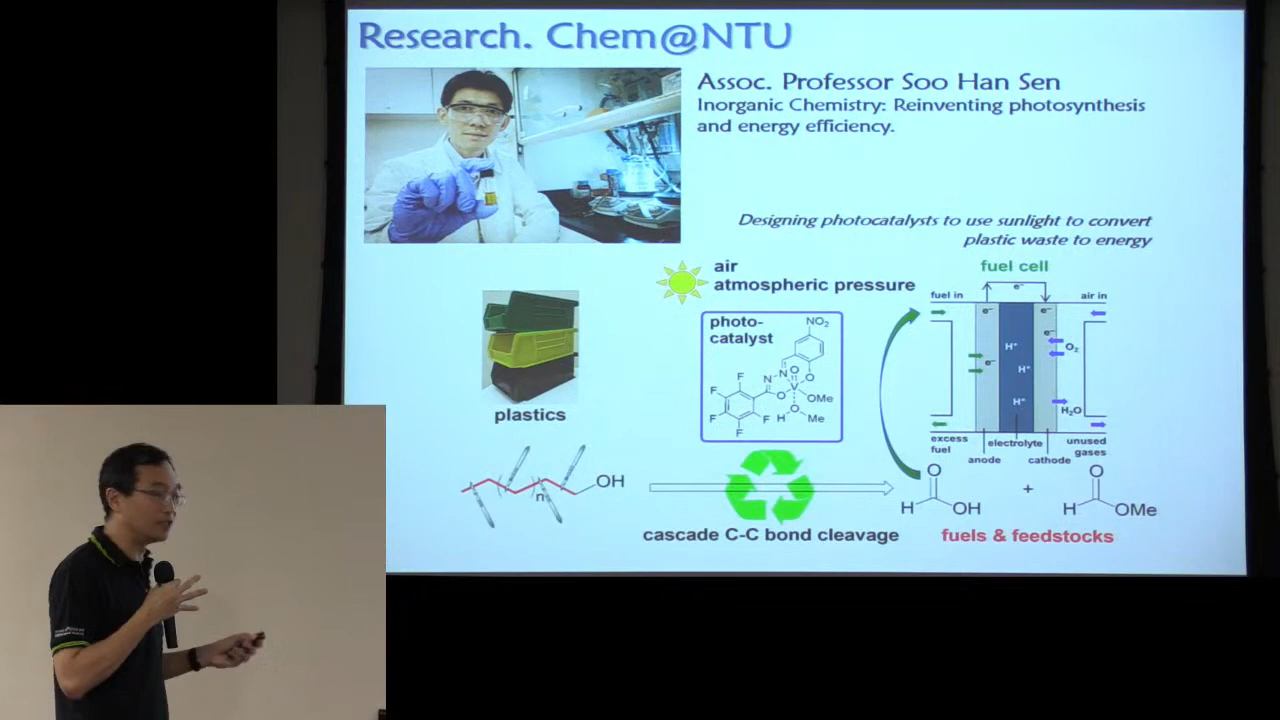 Research. Chem@NTU
Assoc. Professor Soo Han Sen
Inorganic Chemistry: Reinventing photosynthesis
and energy efficiency.
Designing photocatalysts to use sunlight to convert
plastic waste to energy
air
atmospheric pressure
fuel cell
e⁻
fuel in
air in
e⁻
e⁻
e⁻
e⁻
H⁺
H⁺
H⁺
O₂
H₂O
excess
fuel
electrolyte
unused
gases
anode
cathode
photo-
catalyst
NO₂
N
N
O
II
O
O
V
OMe
O
H
Me
F
F
F
F
F
plastics
n
OH
cascade C-C bond cleavage
O
H
OH
+
O
H
OMe
fuels & feedstocks